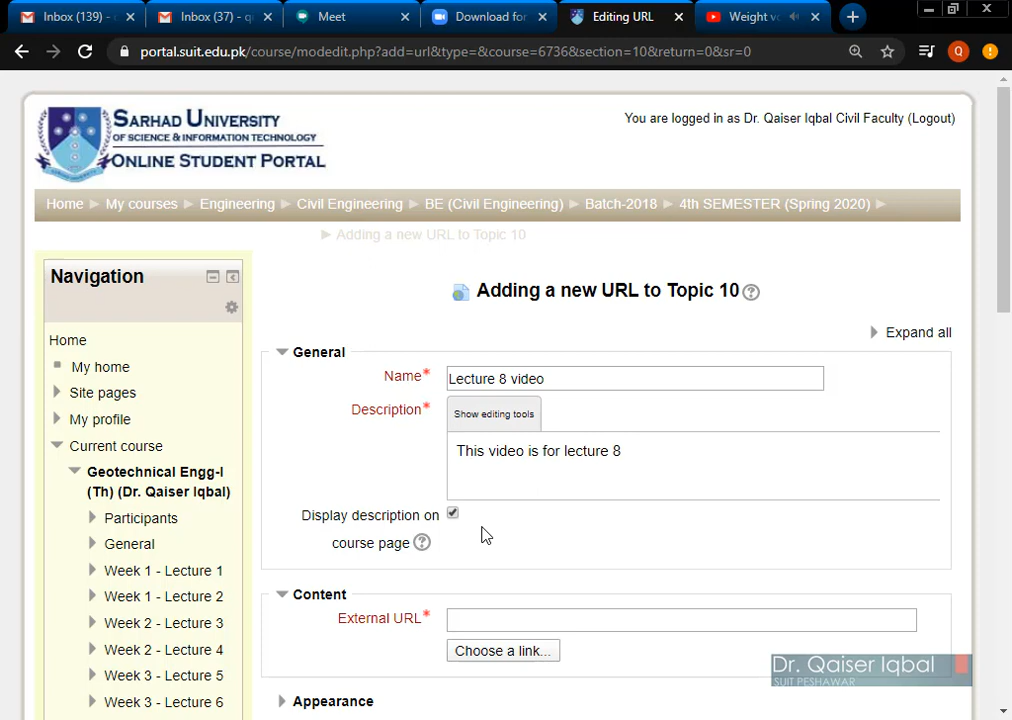 Inbox (139) -
Inbox (37) - q
Meet
Download for
Editing URL
Weight v
portal.suit.edu.pk/course/modedit.php?add=url&type=&course=6736&section=10&return=0&sr=0
Q
SARHAD UNIVERSITY
OF SCIENCE & INFORMATION TECHNOLOGY
ONLINE STUDENT PORTAL
You are logged in as Dr. Qaiser Iqbal Civil Faculty (Logout)
Home ► My courses ► Engineering ► Civil Engineering ► BE (Civil Engineering) ► Batch-2018 ► 4th SEMESTER (Spring 2020) ►
► Adding a new URL to Topic 10
Navigation
Adding a new URL to Topic 10
Expand all
Home
My home
Site pages
My profile
Current course
Geotechnical Engg-I
(Th) (Dr. Qaiser Iqbal)
Participants
General
Week 1 - Lecture 1
Week 1 - Lecture 2
Week 2 - Lecture 3
Week 2 - Lecture 4
Week 3 - Lecture 5
Week 3 - Lecture 6
General
Name*
Lecture 8 video
Description*
Show editing tools
This video is for lecture 8
Display description on
course page
Content
External URL*
Choose a link...
Appearance
Dr. Qaiser Iqbal
SUIT PESHAWAR